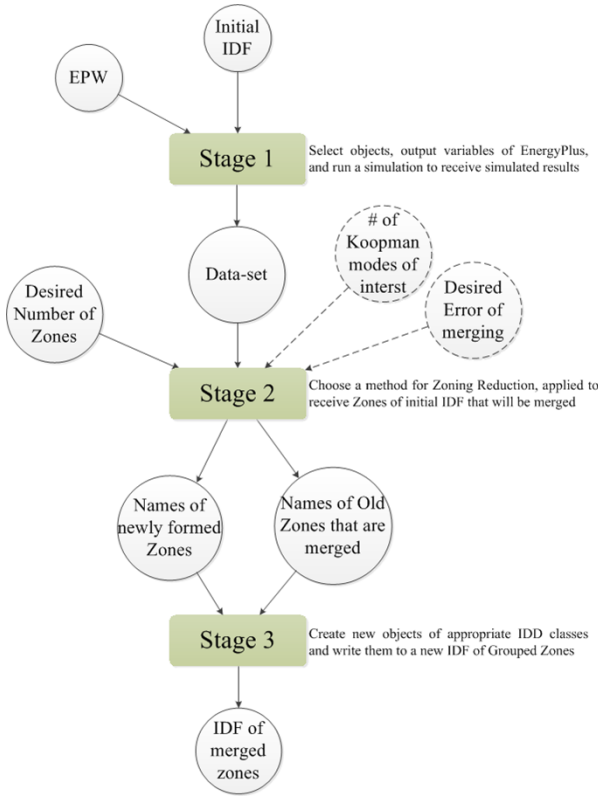 Initial
IDF
EPW
Stage 1
Select objects, output variables of EnergyPlus,
and run a simulation to receive simulated results
# of
Koopman
modes of
interst
Data-set
Desired
Number of
Zones
Desired
Error of
merging
Stage 2
Choose a method for Zoning Reduction, applied to
receive Zones of initial IDF that will be merged
Names of
newly formed
Zones
Names of Old
Zones that are
merged
Stage 3
Create new objects of appropriate IDD classes
and write them to a new IDF of Grouped Zones
IDF of
merged
zones